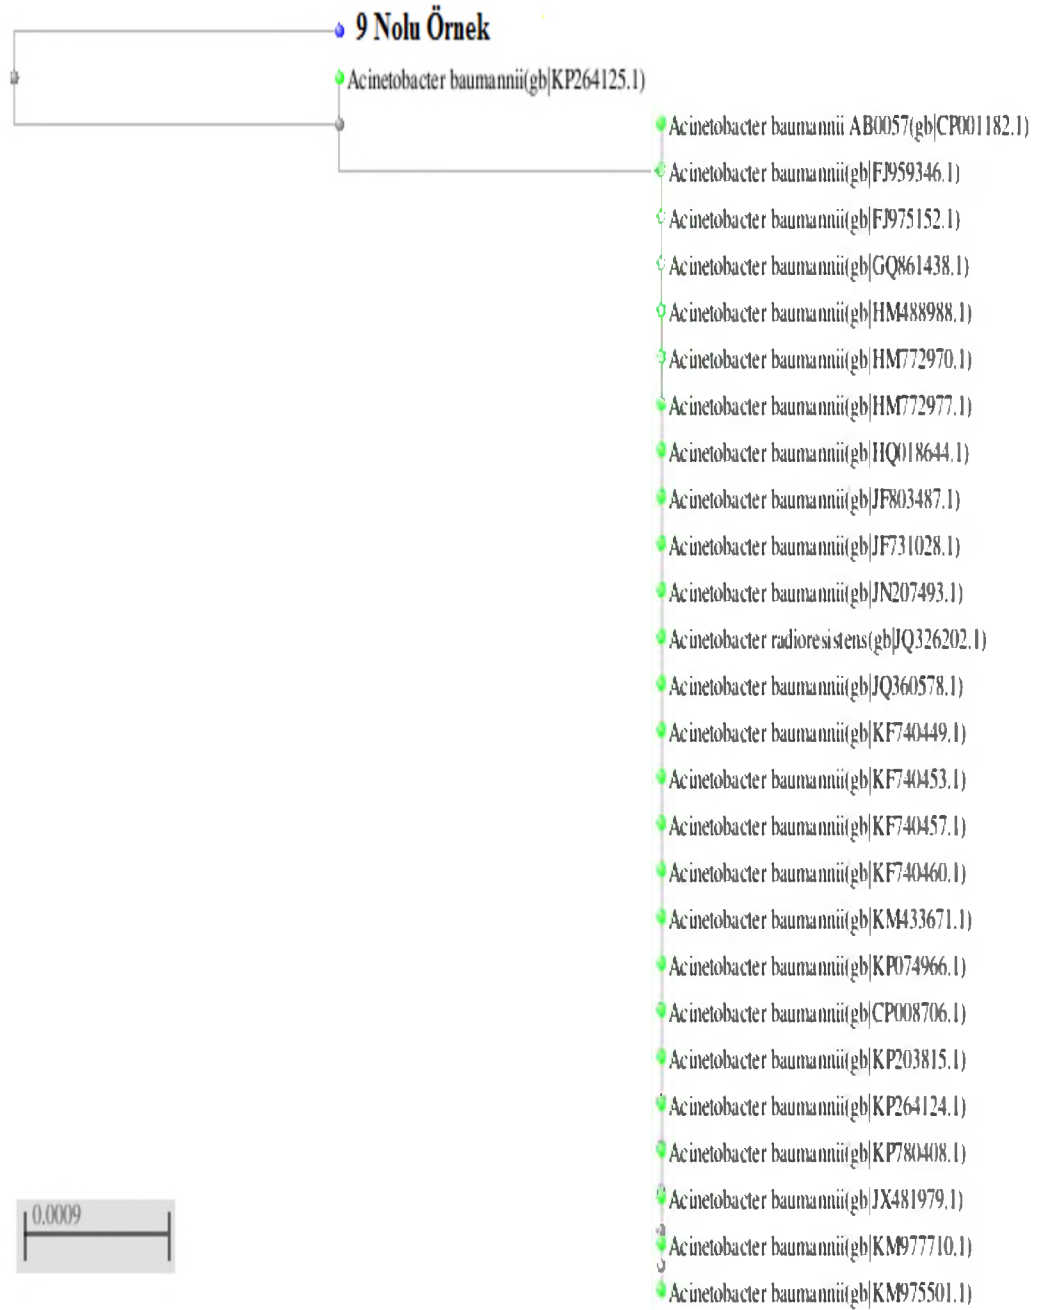 9 Nolu Örnek
Acinetobacter baumannii(gb|KP264125.1)
Acinetobacter baumannii AB0057(gb|CP001182.1)
Acinetobacter baumannii(gb|FJ959346.1)
Acinetobacter baumannii(gb|FJ975152.1)
Acinetobacter baumannii(gb|GQ861438.1)
Acinetobacter baumannii(gb|HM488988.1)
Acinetobacter baumannii(gb|HM772970.1)
Acinetobacter baumannii(gb|HM772977.1)
Acinetobacter baumannii(gb|HQ018644.1)
Acinetobacter baumannii(gb|JF803487.1)
Acinetobacter baumannii(gb|JF731028.1)
Acinetobacter baumannii(gb|JN207493.1)
Acinetobacter radioresistens(gb|JQ326202.1)
Acinetobacter baumannii(gb|JQ360578.1)
Acinetobacter baumannii(gb|KF740449.1)
Acinetobacter baumannii(gb|KF740453.1)
Acinetobacter baumannii(gb|KF740457.1)
Acinetobacter baumannii(gb|KF740460.1)
Acinetobacter baumannii(gb|KM433671.1)
Acinetobacter baumannii(gb|KP074966.1)
Acinetobacter baumannii(gb|CP008706.1)
Acinetobacter baumannii(gb|KP203815.1)
Acinetobacter baumannii(gb|KP264124.1)
Acinetobacter baumannii(gb|KP780408.1)
Acinetobacter baumannii(gb|JX481979.1)
Acinetobacter baumannii(gb|KM977710.1)
Acinetobacter baumannii(gb|KM975501.1)
0.0009